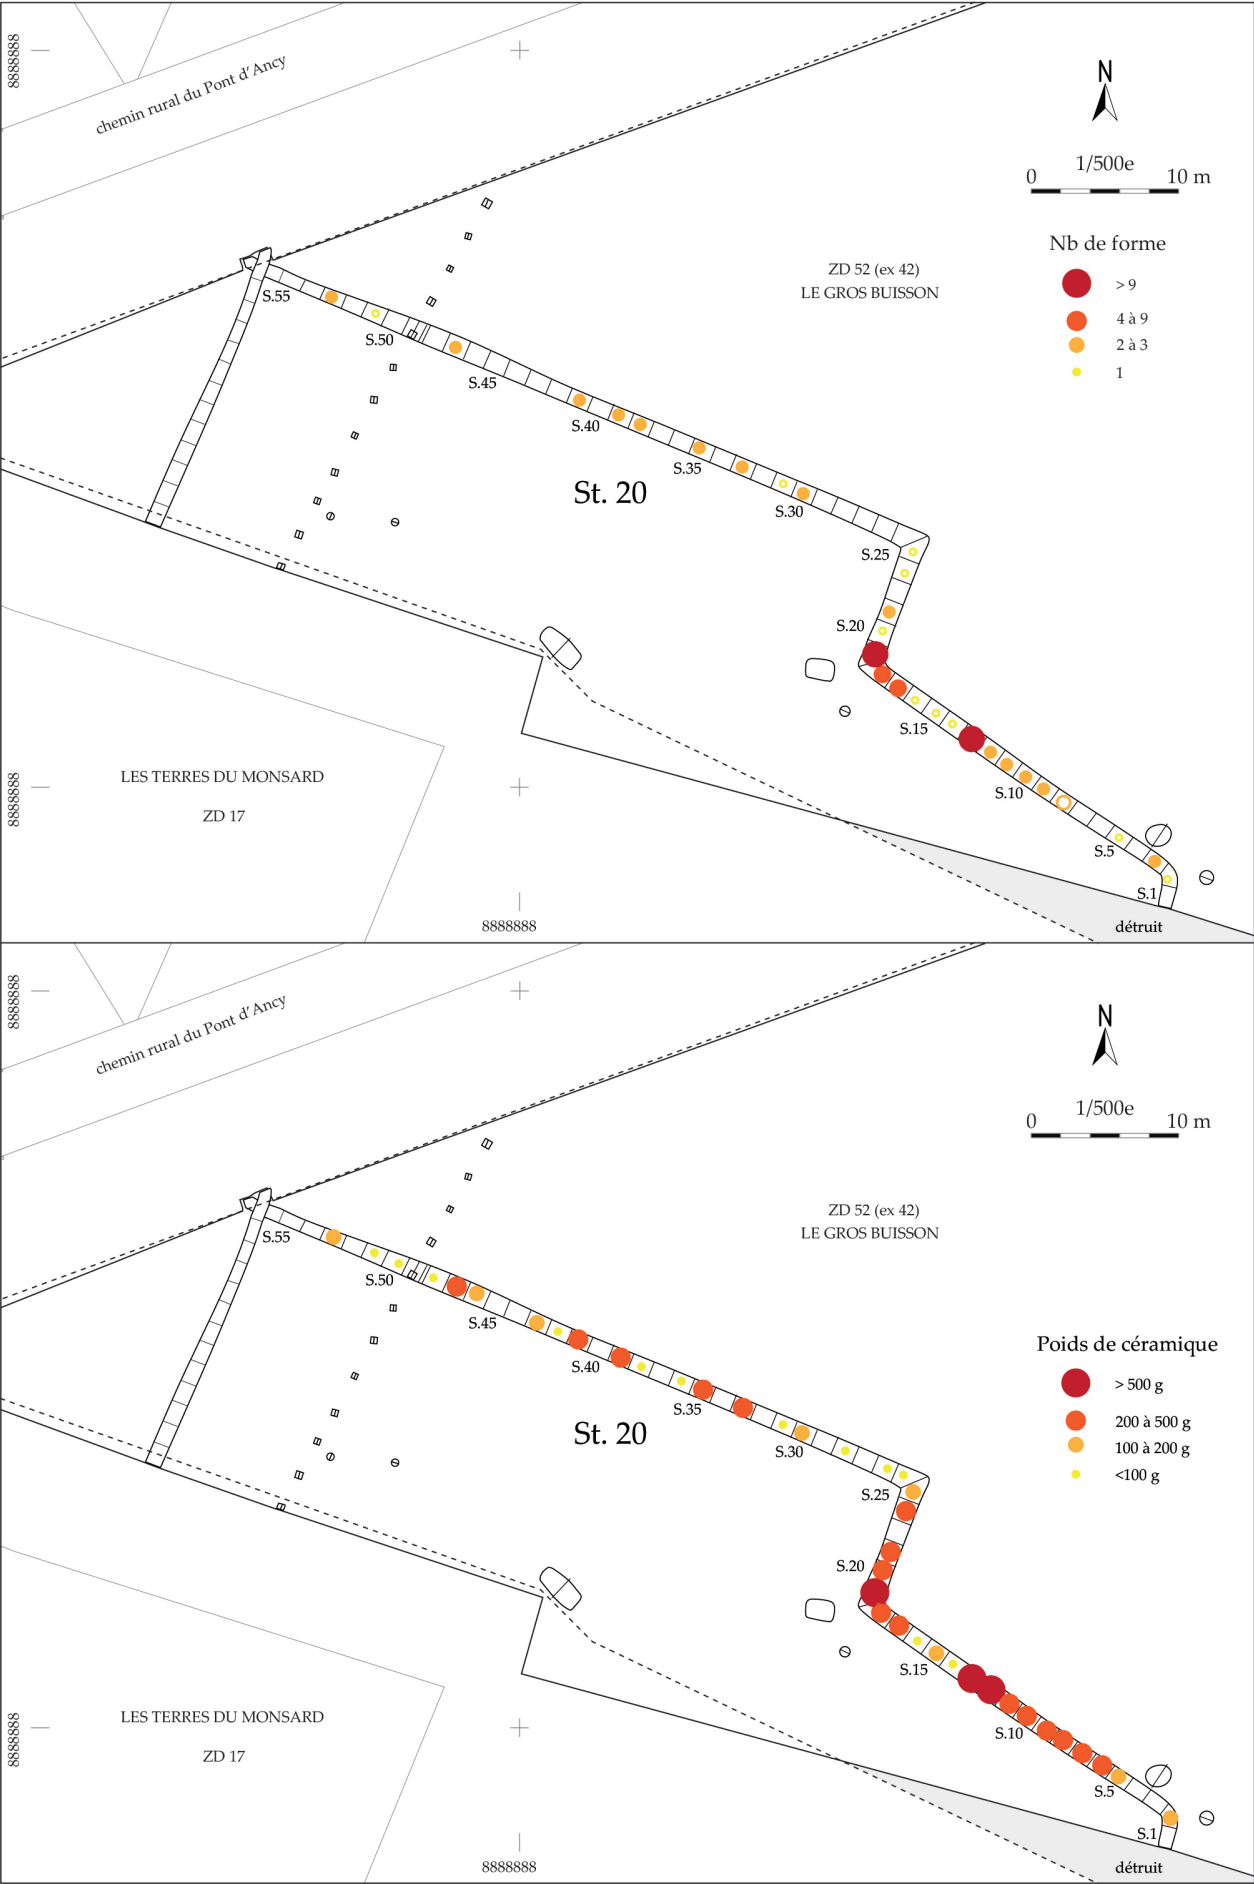 8888888
chemin rural du Pont d'Ancy
N
1/500e
0 10 m
Nb de forme
> 9
4 à 9
2 à 3
1
ZD 52 (ex 42)
LE GROS BUISSON
S.55
S.50
S.45
S.40
S.35
St. 20
S.30
S.25
S.20
S.15
S.10
S.5
S.1
LES TERRES DU MONSARD
ZD 17
8888888
8888888
détruit
8888888
chemin rural du Pont d'Ancy
N
1/500e
0 10 m
ZD 52 (ex 42)
LE GROS BUISSON
Poids de céramique
> 500 g
200 à 500 g
100 à 200 g
<100 g
S.55
S.50
S.45
S.40
S.35
St. 20
S.30
S.25
S.20
S.15
S.10
S.5
S.1
LES TERRES DU MONSARD
ZD 17
8888888
8888888
détruit